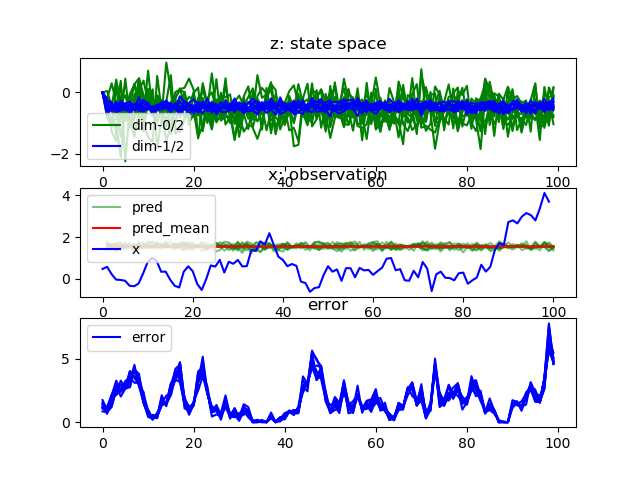 z: state space
0
−2
dim-0/2
dim-1/2
0 20 40 60 80 100
x: observation
4
2
0
pred
pred_mean
x
0 20 40 60 80 100
error
5
0
error
0 20 40 60 80 100